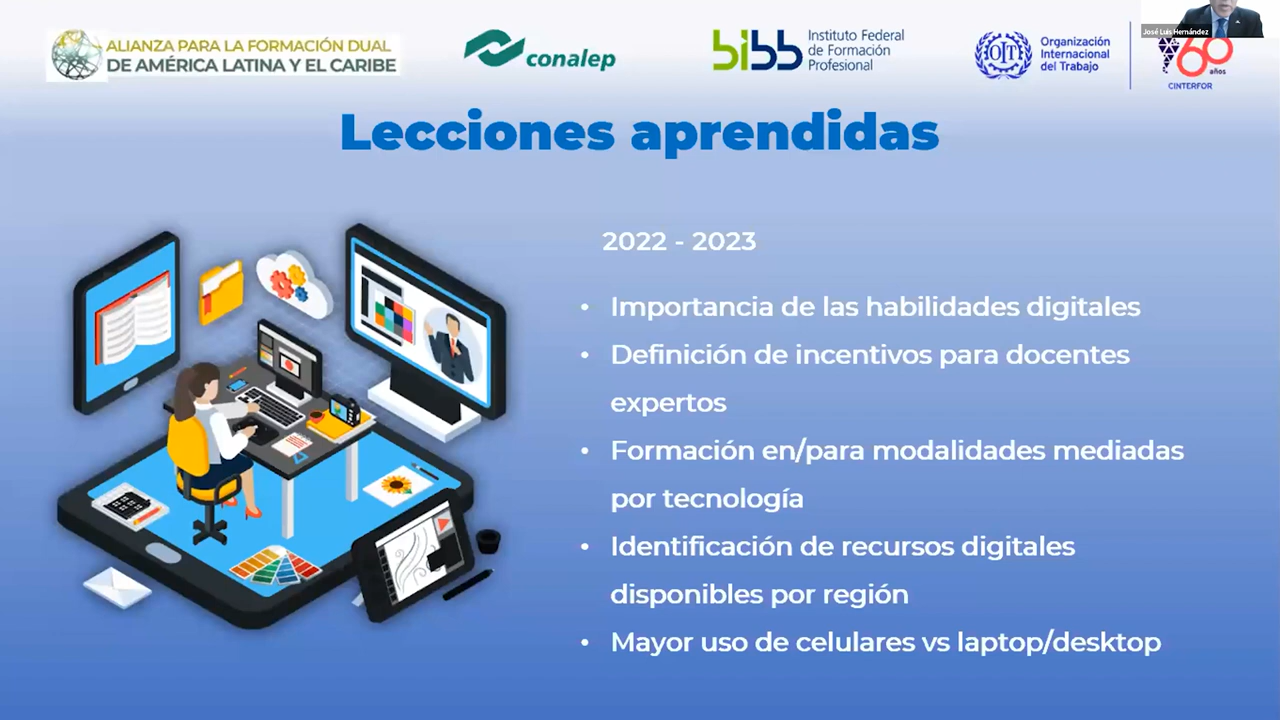 ALIANZA PARA LA FORMACIÓN DUAL
DE AMÉRICA LATINA Y EL CARIBE
conalep
bibb
Instituto Federal
de Formación
Profesional
OIT
Organización
Internacional
del Trabajo
José Luis Hernández
60
años
CINTERFOR
Lecciones aprendidas
2022 - 2023
• Importancia de las habilidades digitales
• Definición de incentivos para docentes
expertos
• Formación en/para modalidades mediadas
por tecnología
• Identificación de recursos digitales
disponibles por región
• Mayor uso de celulares vs laptop/desktop